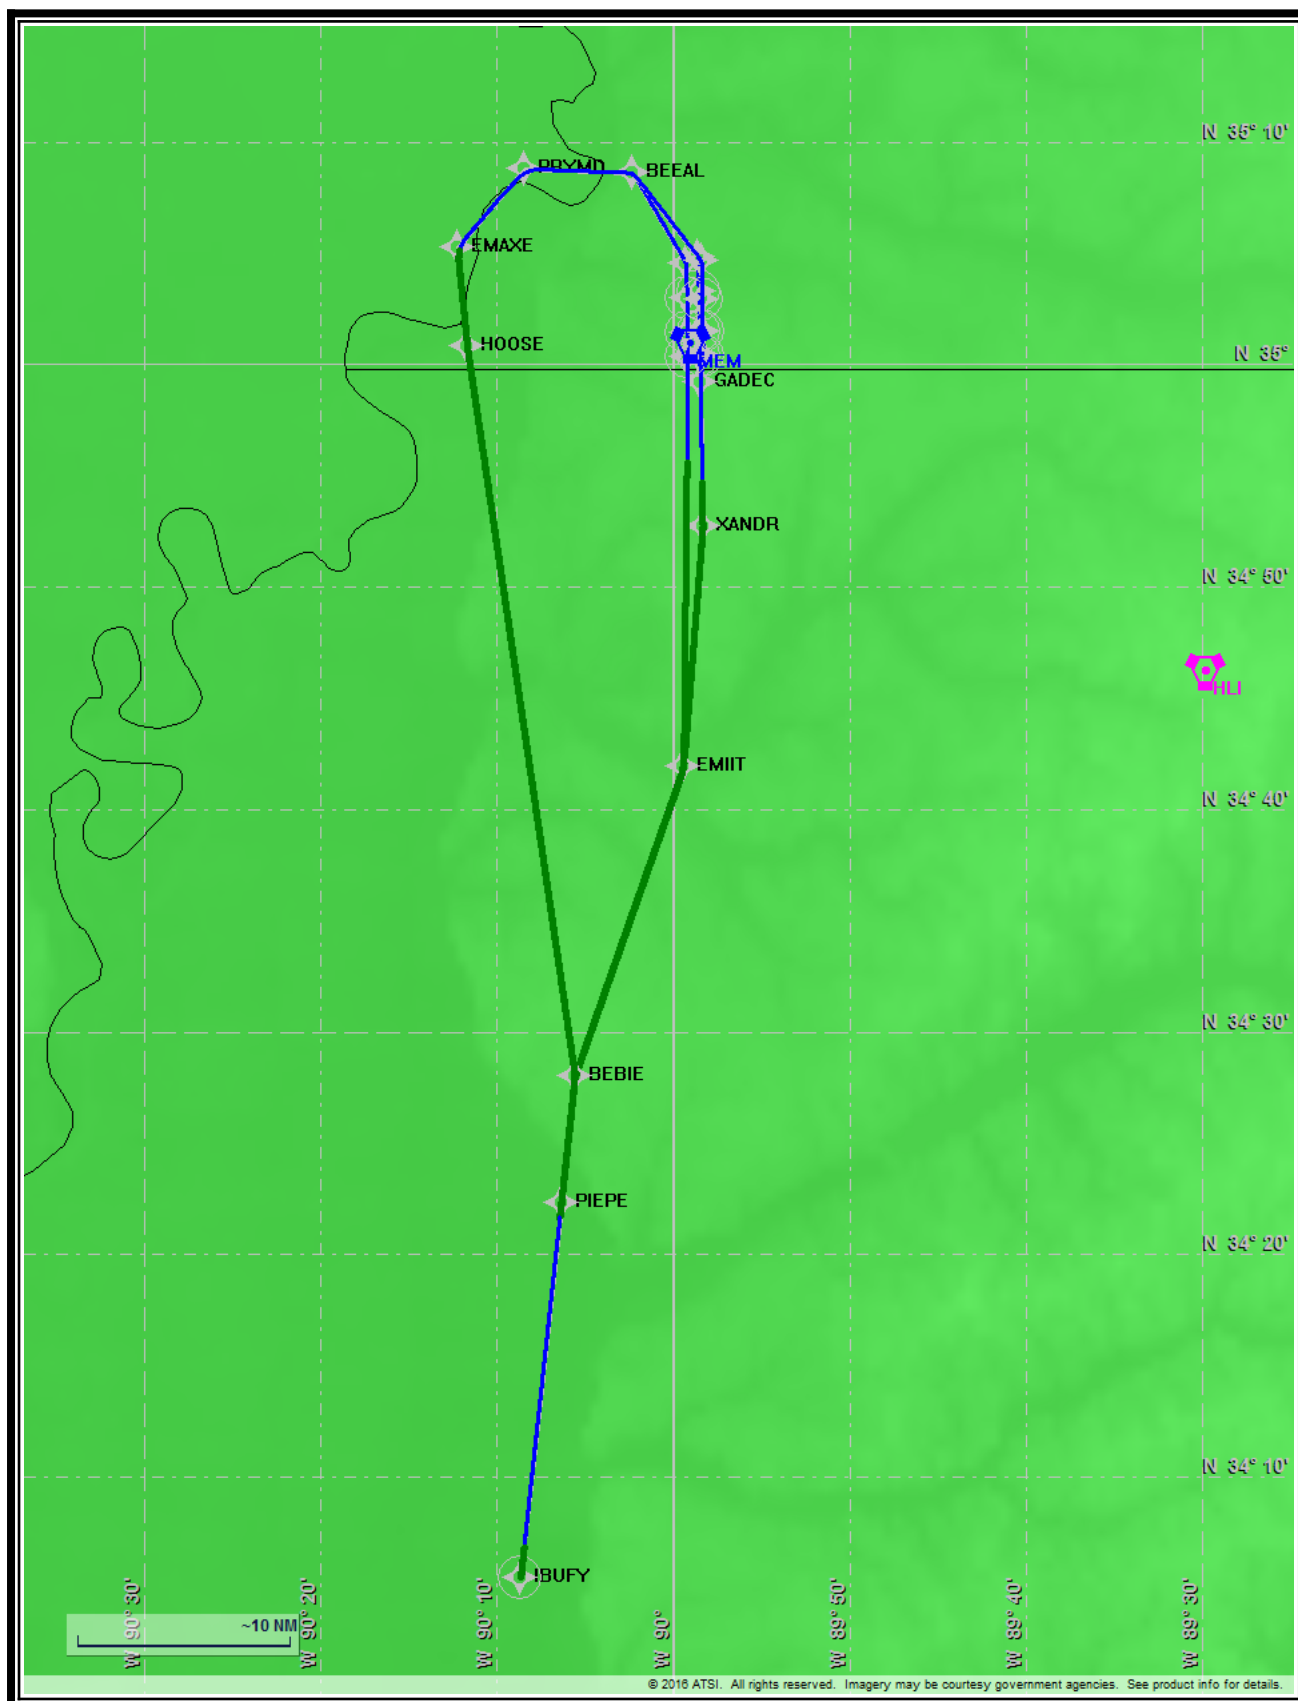 N 35° 10'
PRYMD
BEEAL
EMAXE
HOOSE
N 35°
MEM
GADEC
XANDR
N 34° 50'
HLI
EMIIT
N 34° 40'
N 34° 30'
BEBIE
PIEPE
N 34° 20'
N 34° 10'
IBUFY
~10 NM
W 90° 30'
W 90° 20'
W 90° 10'
W 90°
W 89° 50'
W 89° 40'
W 89° 30'
© 2016 ATSI. All rights reserved. Imagery may be courtesy government agencies. See product info for details.